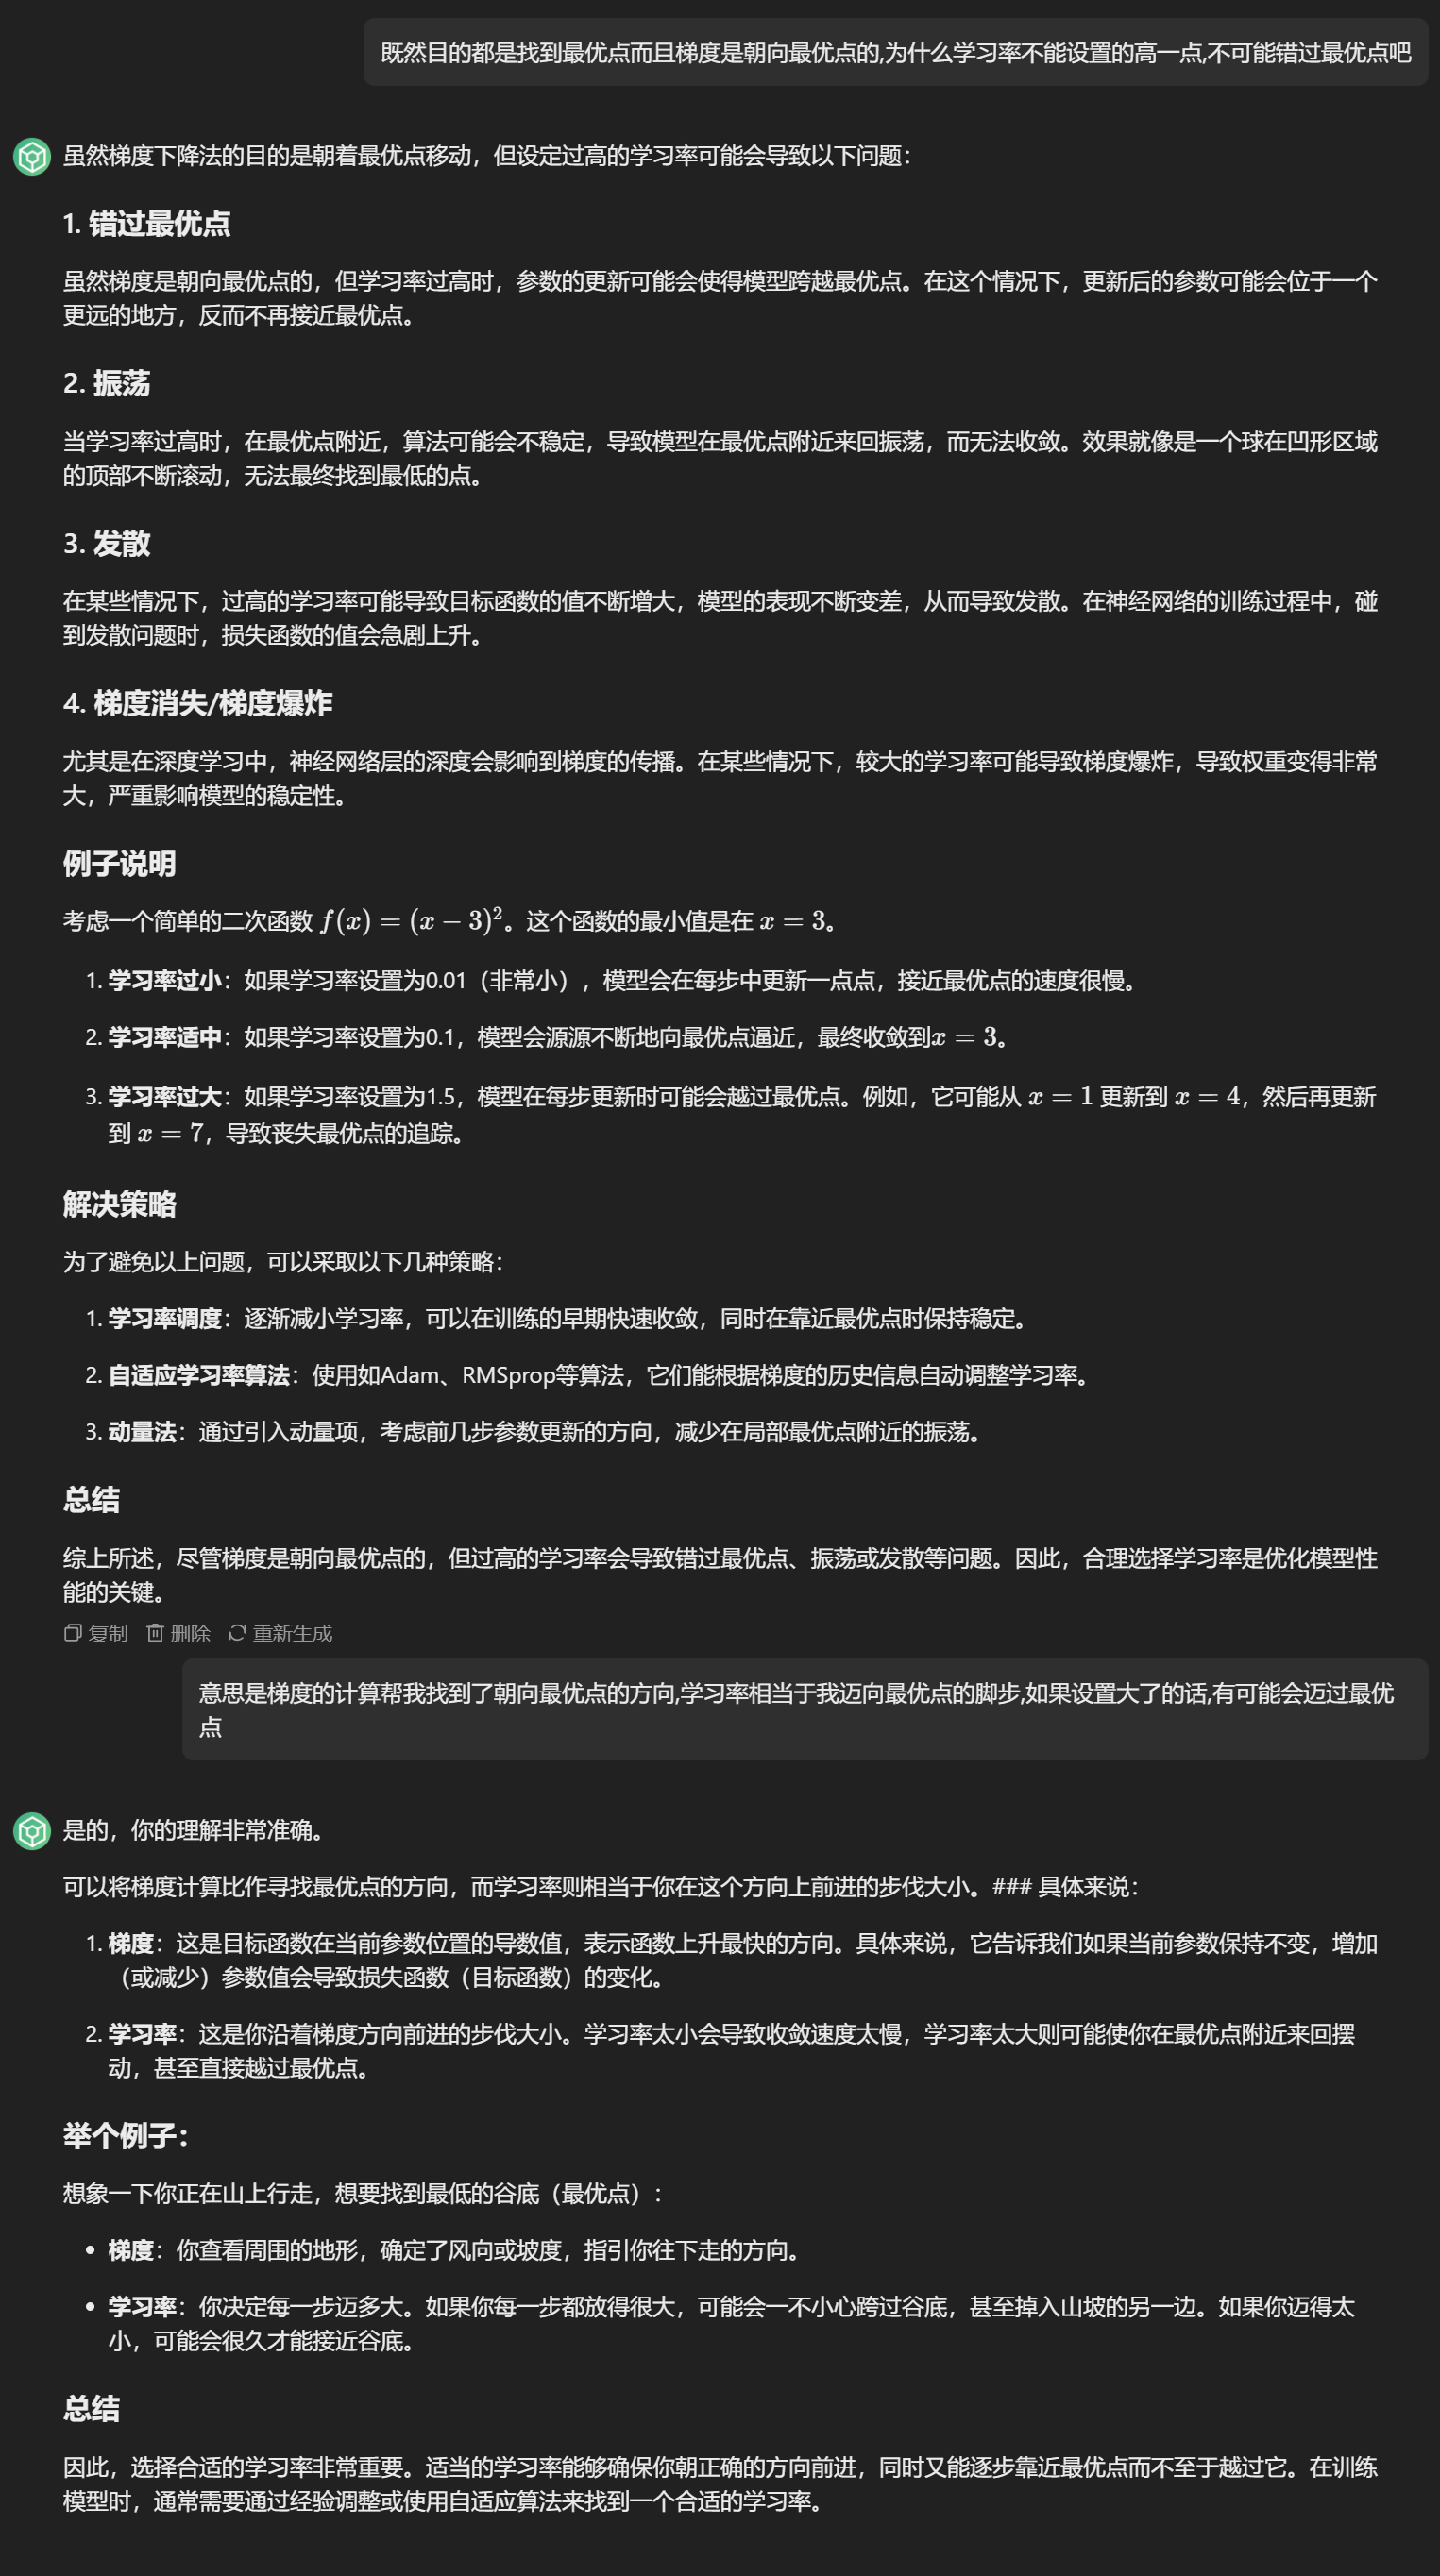 既然目的都是找到最优点而且梯度是朝向最优点的,为什么学习率不能设置的高一点,不可能错过最优点吧
虽然梯度下降法的目的是朝着最优点移动，但设定过高的学习率可能会导致以下问题：
1. 错过最优点
虽然梯度是朝向最优点的，但学习率过高时，参数的更新可能会使得模型跨越最优点。在这个情况下，更新后的参数可能会位于一个
更远的地方，反而不再接近最优点。
2. 振荡
当学习率过高时，在最优点附近，算法可能会不稳定，导致模型在最优点附近来回振荡，而无法收敛。效果就像是一个球在凹形区域
的顶部不断滚动，无法最终找到最低的点。
3. 发散
在某些情况下，过高的学习率可能导致目标函数的值不断增大，模型的表现不断变差，从而导致发散。在神经网络的训练过程中，碰
到发散问题时，损失函数的值会急剧上升。
4. 梯度消失/梯度爆炸
尤其是在深度学习中，神经网络层的深度会影响到梯度的传播。在某些情况下，较大的学习率可能导致梯度爆炸，导致权重变得非常
大，严重影响模型的稳定性。
例子说明
考虑一个简单的二次函数 f(x) = (x − 3)²。这个函数的最小值是在 x = 3。
1. 学习率过小：如果学习率设置为0.01（非常小），模型会在每步中更新一点点，接近最优点的速度很慢。
2. 学习率适中：如果学习率设置为0.1，模型会源源不断地向最优点逼近，最终收敛到x = 3。
3. 学习率过大：如果学习率设置为1.5，模型在每步更新时可能会越过最优点。例如，它可能从 x = 1 更新到 x = 4，然后再更新
到 x = 7，导致丧失最优点的追踪。
解决策略
为了避免以上问题，可以采取以下几种策略：
1. 学习率调度：逐渐减小学习率，可以在训练的早期快速收敛，同时在靠近最优点时保持稳定。
2. 自适应学习率算法：使用如Adam、RMSprop等算法，它们能根据梯度的历史信息自动调整学习率。
3. 动量法：通过引入动量项，考虑前几步参数更新的方向，减少在局部最优点附近的振荡。
总结
综上所述，尽管梯度是朝向最优点的，但过高的学习率会导致错过最优点、振荡或发散等问题。因此，合理选择学习率是优化模型性
能的关键。
复制 删除 重新生成
意思是梯度的计算帮我找到了朝向最优点的方向,学习率相当于我迈向最优点的脚步,如果设置大了的话,有可能会迈过最优
点
是的，你的理解非常准确。
可以将梯度计算比作寻找最优点的方向，而学习率则相当于你在这个方向上前进的步伐大小。### 具体来说：
1. 梯度：这是目标函数在当前参数位置的导数值，表示函数上升最快的方向。具体来说，它告诉我们如果当前参数保持不变，增加
（或减少）参数值会导致损失函数（目标函数）的变化。
2. 学习率：这是你沿着梯度方向前进的步伐大小。学习率太小会导致收敛速度太慢，学习率太大则可能使你在最优点附近来回摆
动，甚至直接越过最优点。
举个例子：
想象一下你正在山上行走，想要找到最低的谷底（最优点）：
• 梯度：你查看周围的地形，确定了风向或坡度，指引你往下走的方向。
• 学习率：你决定每一步迈多大。如果你每一步都放得很大，可能会一不小心跨过谷底，甚至掉入山坡的另一边。如果你迈得太
小，可能会很久才能接近谷底。
总结
因此，选择合适的学习率非常重要。适当的学习率能够确保你朝正确的方向前进，同时又能逐步靠近最优点而不至于越过它。在训练
模型时，通常需要通过经验调整或使用自适应算法来找到一个合适的学习率。